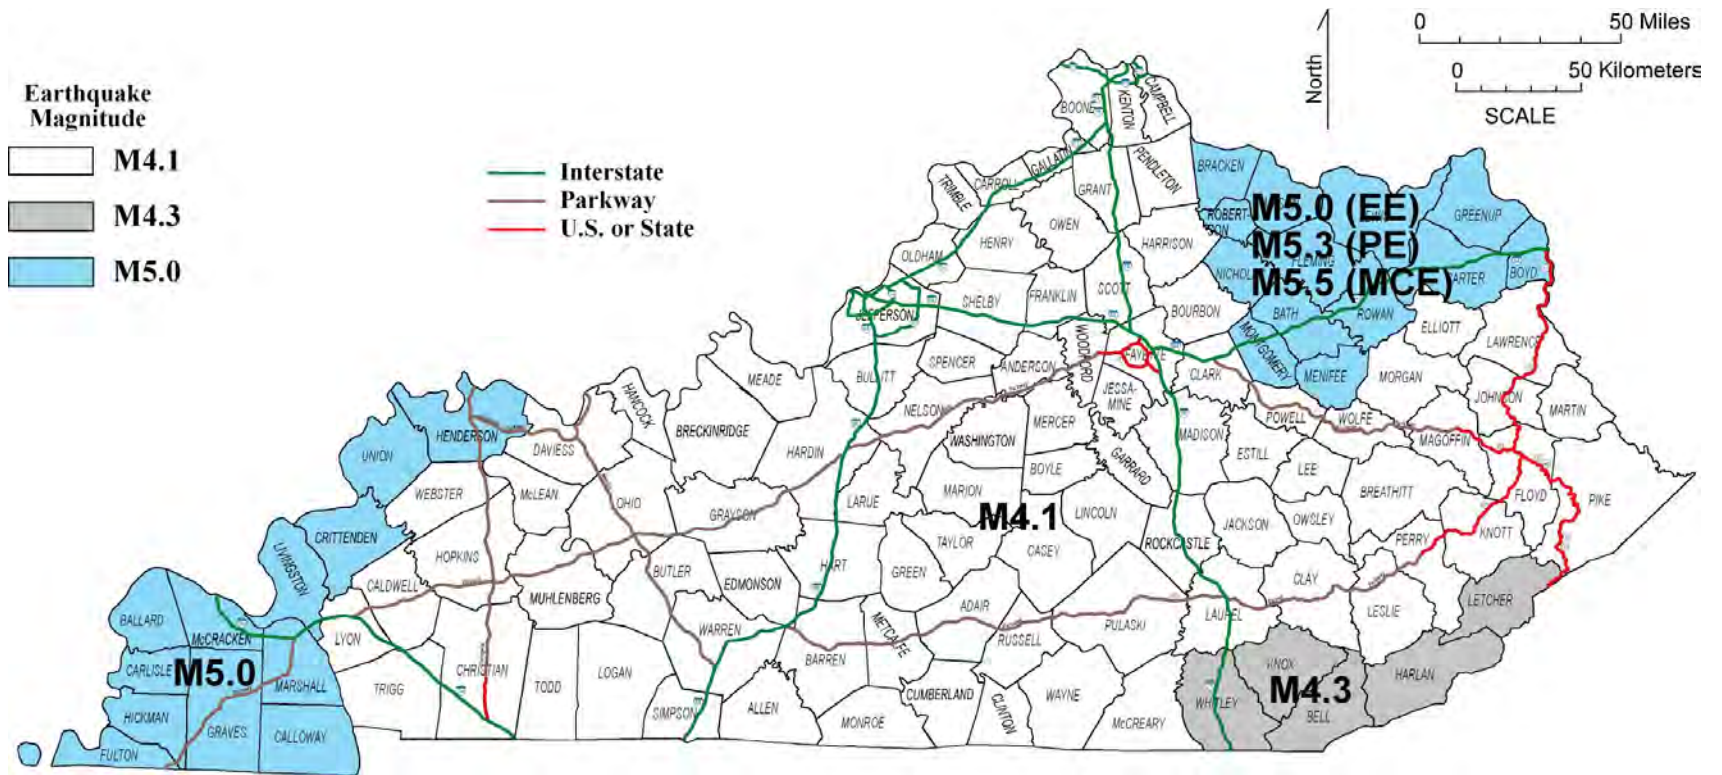 Earthquake
Magnitude
M4.1
M4.3
M5.0
Interstate
Parkway
U.S. or State
North
0 50 Miles
0 50 Kilometers
SCALE
BOONE
KENTON
CAMPBELL
GALLATIN
CARROLL
TRIMBLE
GRANT
PENDLETON
BRACKEN
OWEN
HENRY
OLDHAM
HARRISON
ROBERT-
SON
M5.0 (EE)
M5.3 (PE)
M5.5 (MCE)
GREENUP
FLEMING
BOYD
JEFFERSON
SHELBY
FRANKLIN
SCOTT
BOURBON
BATH
ROWAN
ELLIOTT
LAWRENCE
MONTGOMERY
MENIFEE
MORGAN
WOODFORD
FAYETTE
CLARK
SPENCER
ANDERSON
BULLITT
MEADE
JESSA-
MINE
JOHNSON
MARTIN
NELSON
MERCER
MADISON
POWELL
WOLFE
MAGOFFIN
HANCOCK
BRECKINRIDGE
HARDIN
WASHINGTON
BOYLE
GARRARD
ESTILL
LEE
HENDERSON
DAVIESS
UNION
WEBSTER
McLEAN
OHIO
GRAYSON
LARUE
MARION
M4.1
LINCOLN
BREATHITT
FLOYD
PIKE
JACKSON
OWSLEY
KNOTT
PERRY
CRITTENDEN
LIVINGSTON
HOPKINS
CALDWELL
MUHLENBERG
BUTLER
EDMONSON
HART
GREEN
TAYLOR
CASEY
ROCKCASTLE
CLAY
LESLIE
LETCHER
BALLARD
McCRACKEN
LYON
CARLISLE
M5.0
MARSHALL
TRIGG
CHRISTIAN
TODD
LOGAN
WARREN
BARREN
METCALFE
ADAIR
RUSSELL
PULASKI
LAUREL
KNOX
M4.3
HARLAN
WHITLEY
BELL
HICKMAN
GRAVES
CALLOWAY
FULTON
SIMPSON
ALLEN
MONROE
CUMBERLAND
CLINTON
WAYNE
McCREARY